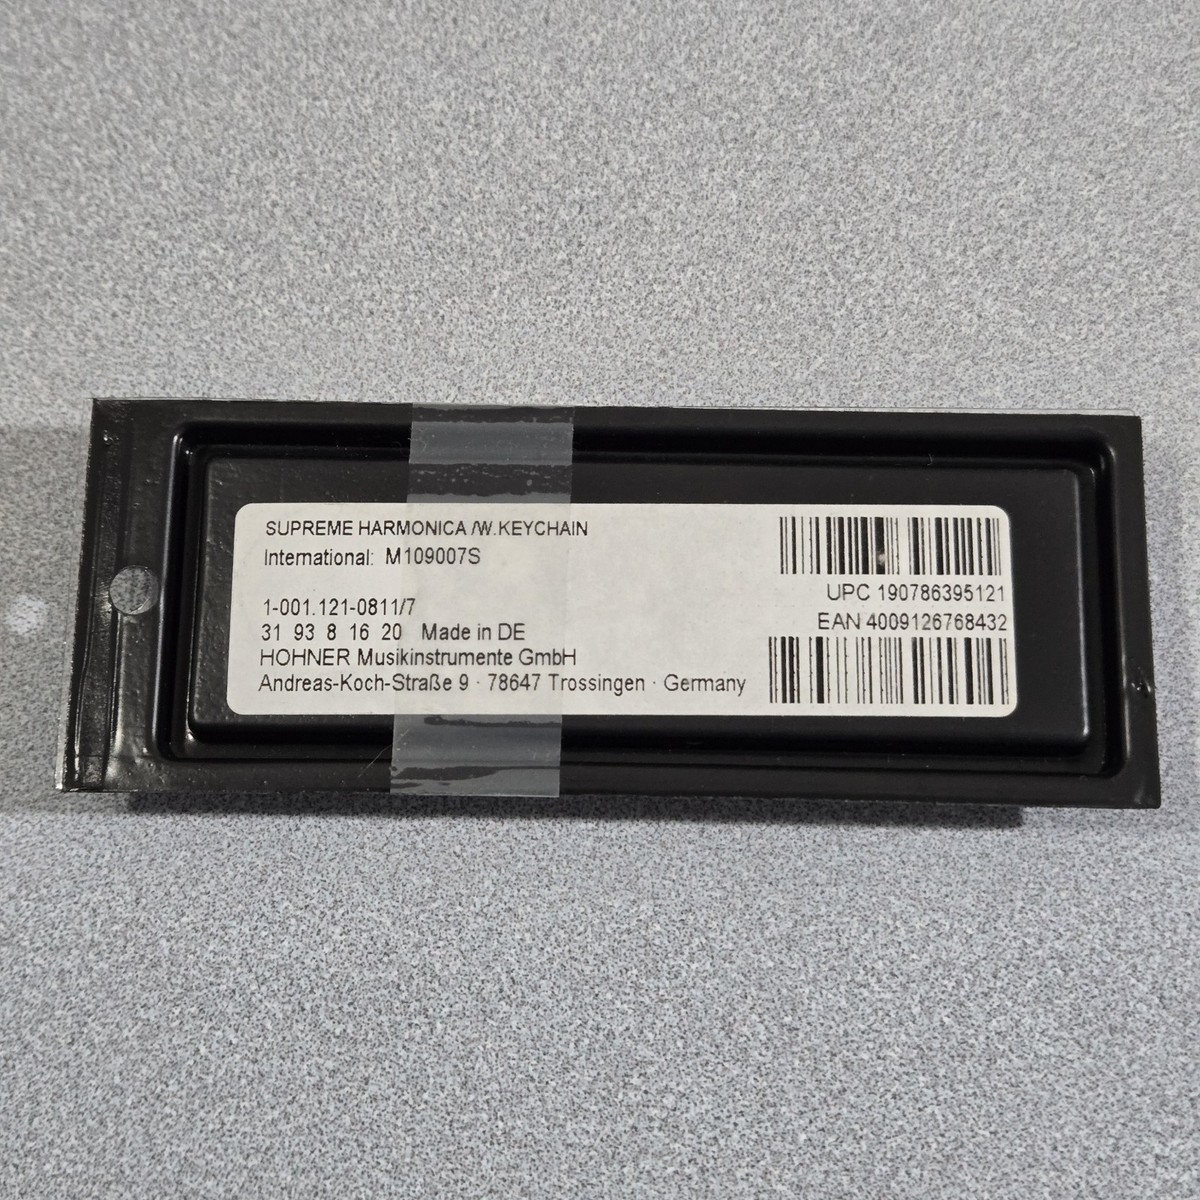 SUPREME HARMONICA /W.KEYCHAIN
International: M109007S
1-001.121-0811/7
31 93 8 16 20 Made in DE
HOHNER Musikinstrumente GmbH
Andreas-Koch-Straße 9 · 78647 Trossingen · Germany
UPC 190786395121
EAN 4009126768432